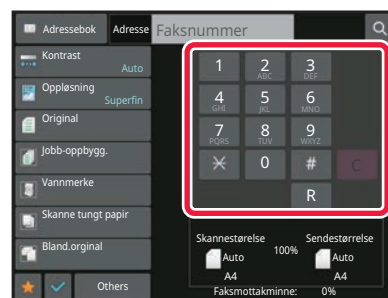 Adressebok Adresse Faksnummer
Kontrast
Auto
Oppløsning
Superfin
Original
Jobb-oppbygg.
Vannmerke
Skanne tungt papir
Bland.orginal
Others
1 2 3
ABC DEF
4 5 6
GHI JKL MNO
7 8 9
PQRS TUV WXYZ
0 # C
R
Skannestørelse Sendestørrelse
Auto 100% Auto
A4 A4
Faksmottakminne: 0%